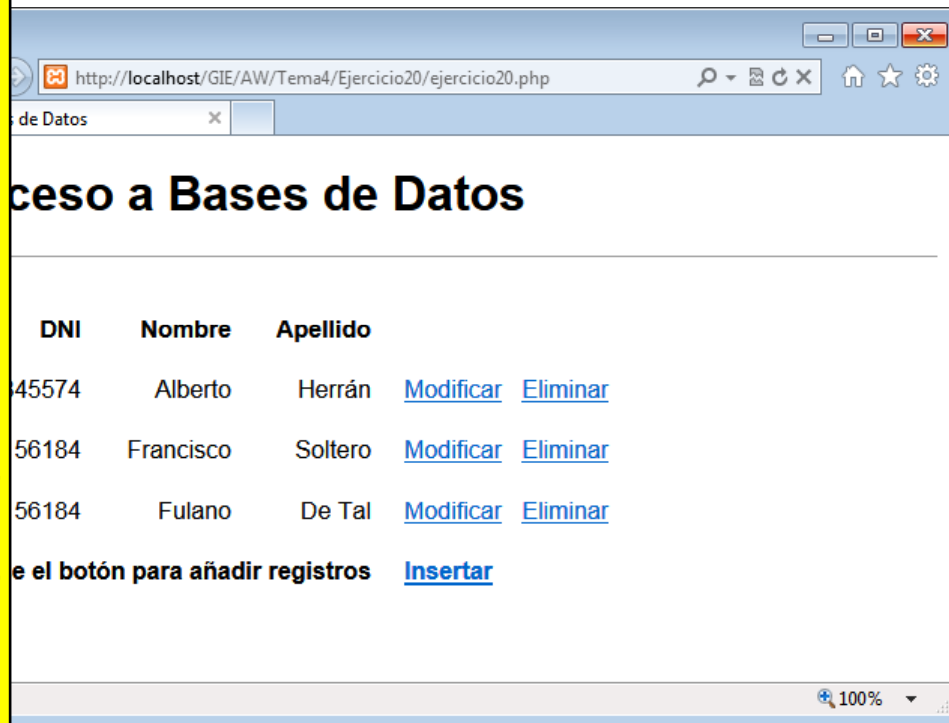 http://localhost/GIE/AW/Tema4/Ejercicio20/ejercicio20.php
de Datos
ceso a Bases de Datos
DNI Nombre Apellido
45574 Alberto Herrán Modificar Eliminar
56184 Francisco Soltero Modificar Eliminar
56184 Fulano De Tal Modificar Eliminar
e el botón para añadir registros Insertar
100%